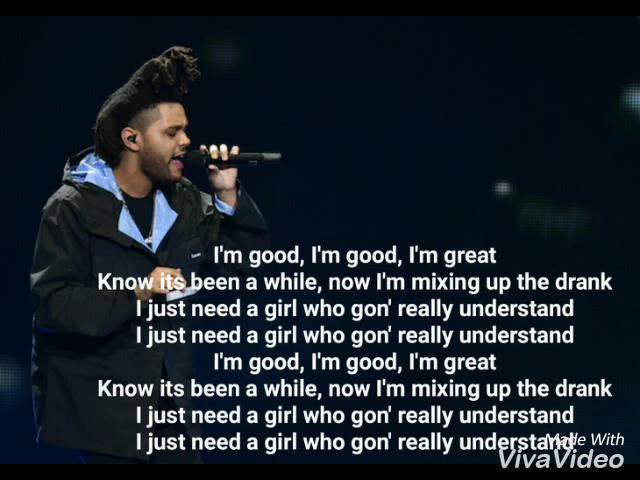 I'm good, I'm good, I'm great
Know its been a while, now I'm mixing up the drank
I just need a girl who gon' really understand
I just need a girl who gon' really understand
I'm good, I'm good, I'm great
Know its been a while, now I'm mixing up the drank
I just need a girl who gon' really understand
I just need a girl who gon' really understand
Made With
VivaVideo